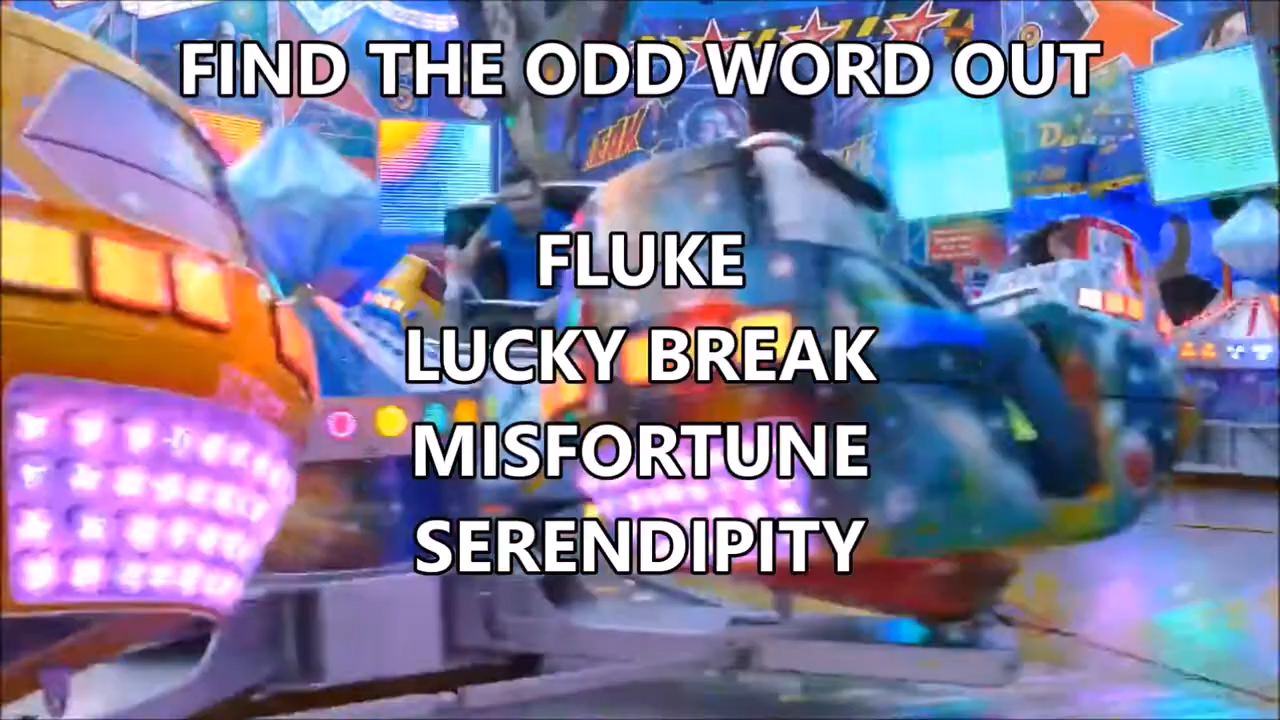 FIND THE ODD WORD OUT
FLUKE
LUCKY BREAK
MISFORTUNE
SERENDIPITY